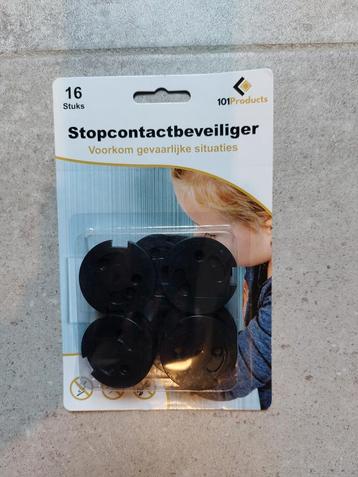 16
Stuks
101Products
Stopcontactbeveiliger
Voorkom gevaarlijke situaties